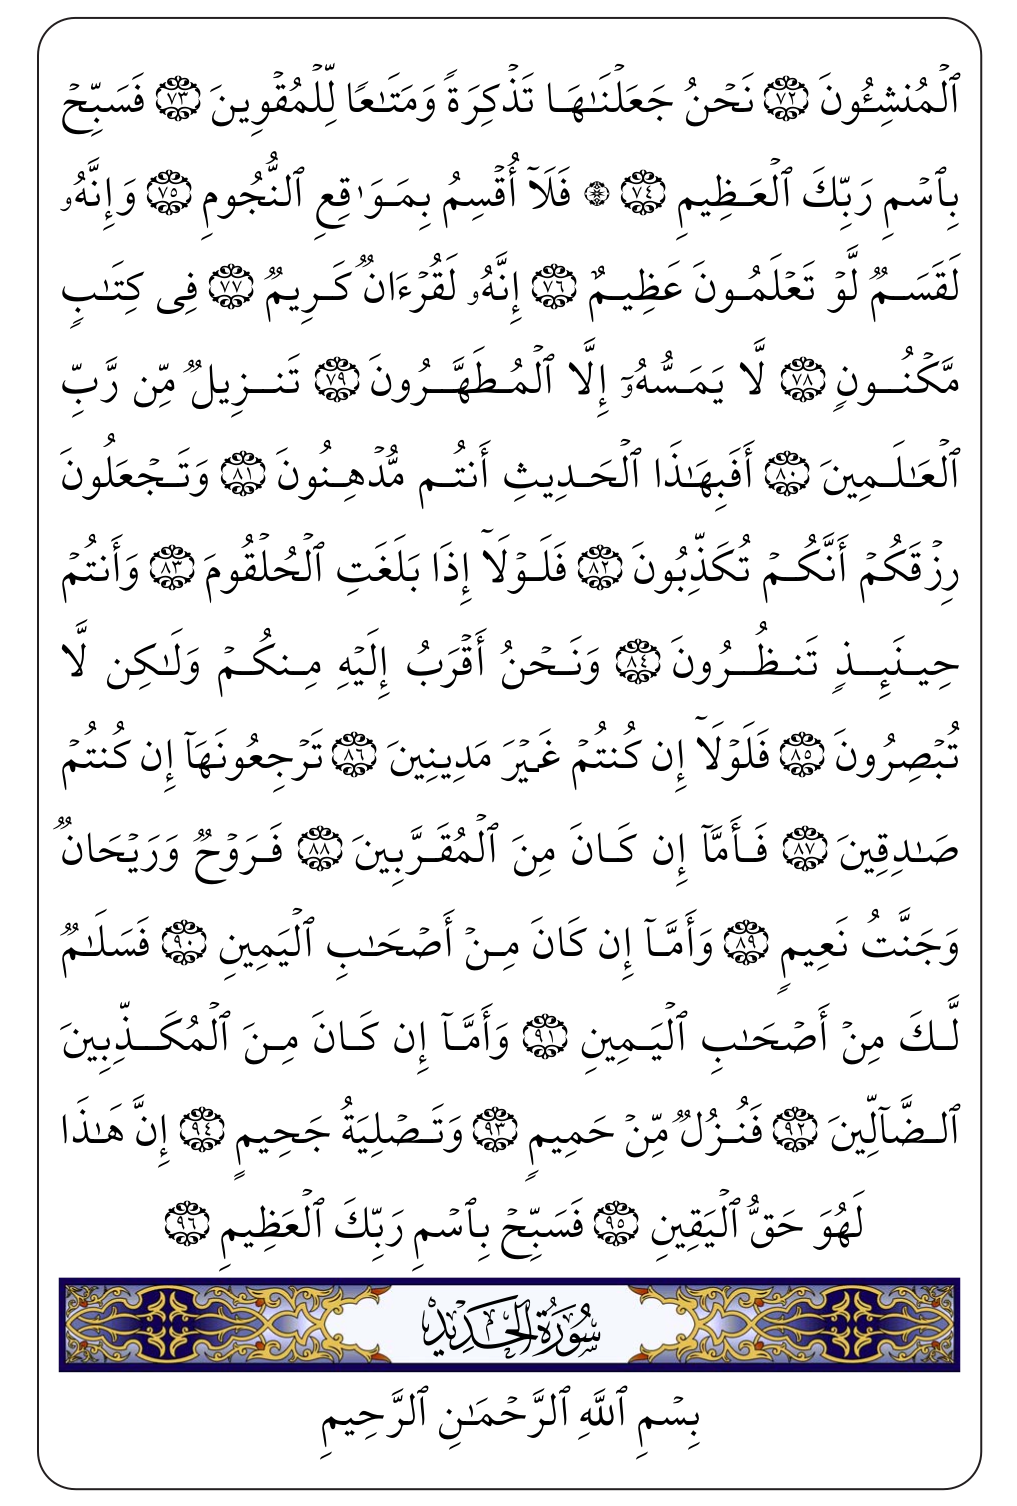 ٱلۡمُنشِـُٔونَ ٧٢ نَحۡنُ جَعَلۡنَٰهَا تَذۡكِرَةٗ وَمَتَٰعٗا لِّلۡمُقۡوِينَ ٧٣ فَسَبِّحۡ
بِٱسۡمِ رَبِّكَ ٱلۡعَظِيمِ ٧٤ ۞ فَلَآ أُقۡسِمُ بِمَوَٰقِعِ ٱلنُّجُومِ ٧٥ وَإِنَّهُۥ
لَقَسَمٞ لَّوۡ تَعۡلَمُونَ عَظِيمٌ ٧٦ إِنَّهُۥ لَقُرۡءَانٞ كَرِيمٞ ٧٧ فِي كِتَٰبٖ
مَّكۡنُونٖ ٧٨ لَّا يَمَسُّهُۥٓ إِلَّا ٱلۡمُطَهَّرُونَ ٧٩ تَنزِيلٞ مِّن رَّبِّ
ٱلۡعَٰلَمِينَ ٨٠ أَفَبِهَٰذَا ٱلۡحَدِيثِ أَنتُم مُّدۡهِنُونَ ٨١ وَتَجۡعَلُونَ
رِزۡقَكُمۡ أَنَّكُمۡ تُكَذِّبُونَ ٨٢ فَلَوۡلَآ إِذَا بَلَغَتِ ٱلۡحُلۡقُومَ ٨٣ وَأَنتُمۡ
حِينَئِذٖ تَنظُرُونَ ٨٤ وَنَحۡنُ أَقۡرَبُ إِلَيۡهِ مِنكُمۡ وَلَٰكِن لَّا
تُبۡصِرُونَ ٨٥ فَلَوۡلَآ إِن كُنتُمۡ غَيۡرَ مَدِينِينَ ٨٦ تَرۡجِعُونَهَآ إِن كُنتُمۡ
صَٰدِقِينَ ٨٧ فَأَمَّآ إِن كَانَ مِنَ ٱلۡمُقَرَّبِينَ ٨٨ فَرَوۡحٞ وَرَيۡحَانٞ
وَجَنَّتُ نَعِيمٖ ٨٩ وَأَمَّآ إِن كَانَ مِنۡ أَصۡحَٰبِ ٱلۡيَمِينِ ٩٠ فَسَلَٰمٞ
لَّكَ مِنۡ أَصۡحَٰبِ ٱلۡيَمِينِ ٩١ وَأَمَّآ إِن كَانَ مِنَ ٱلۡمُكَذِّبِينَ
ٱلضَّآلِّينَ ٩٢ فَنُزُلٞ مِّنۡ حَمِيمٖ ٩٣ وَتَصۡلِيَةُ جَحِيمٍ ٩٤ إِنَّ هَٰذَا
لَهُوَ حَقُّ ٱلۡيَقِينِ ٩٥ فَسَبِّحۡ بِٱسۡمِ رَبِّكَ ٱلۡعَظِيمِ ٩٦
سُورَةُ الحَدِيدِ
بِسۡمِ ٱللَّهِ ٱلرَّحۡمَٰنِ ٱلرَّحِيمِ